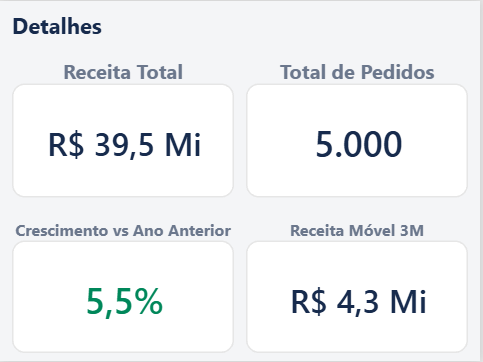 Detalhes
Receita Total
Total de Pedidos
R$ 39,5 Mi
5.000
Crescimento vs Ano Anterior
Receita Móvel 3M
5,5%
R$ 4,3 Mi